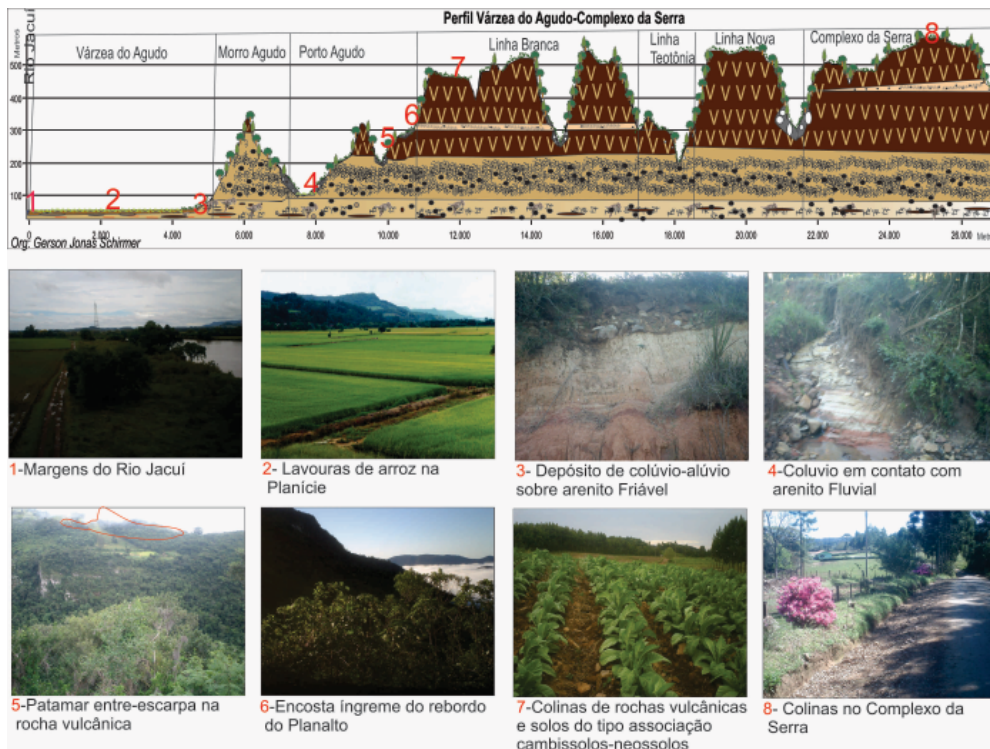 Perfil Várzea do Agudo-Complexo da Serra
Metros
Rio Jacuí
Várzea do Agudo
Morro Agudo
Porto Agudo
Linha Branca
Linha Teotônia
Linha Nova
Complexo da Serra
500
400
300
200
100
1
2
3
4
5
6
7
8
0
2.000
4.000
6.000
8.000
10.000
12.000
14.000
16.000
18.000
20.000
22.000
24.000
26.000
Org: Gerson Jonas Schirmer
1-Margens do Rio Jacuí
2- Lavouras de arroz na
Planície
3- Depósito de colúvio-alúvio
sobre arenito Friável
4-Coluvio em contato com
arenito Fluvial
5-Patamar entre-escarpa na
rocha vulcânica
6-Encosta íngreme do rebordo
do Planalto
7-Colinas de rochas vulcânicas
e solos do tipo associação
cambissolos-neossolos
8- Colinas no Complexo da
Serra